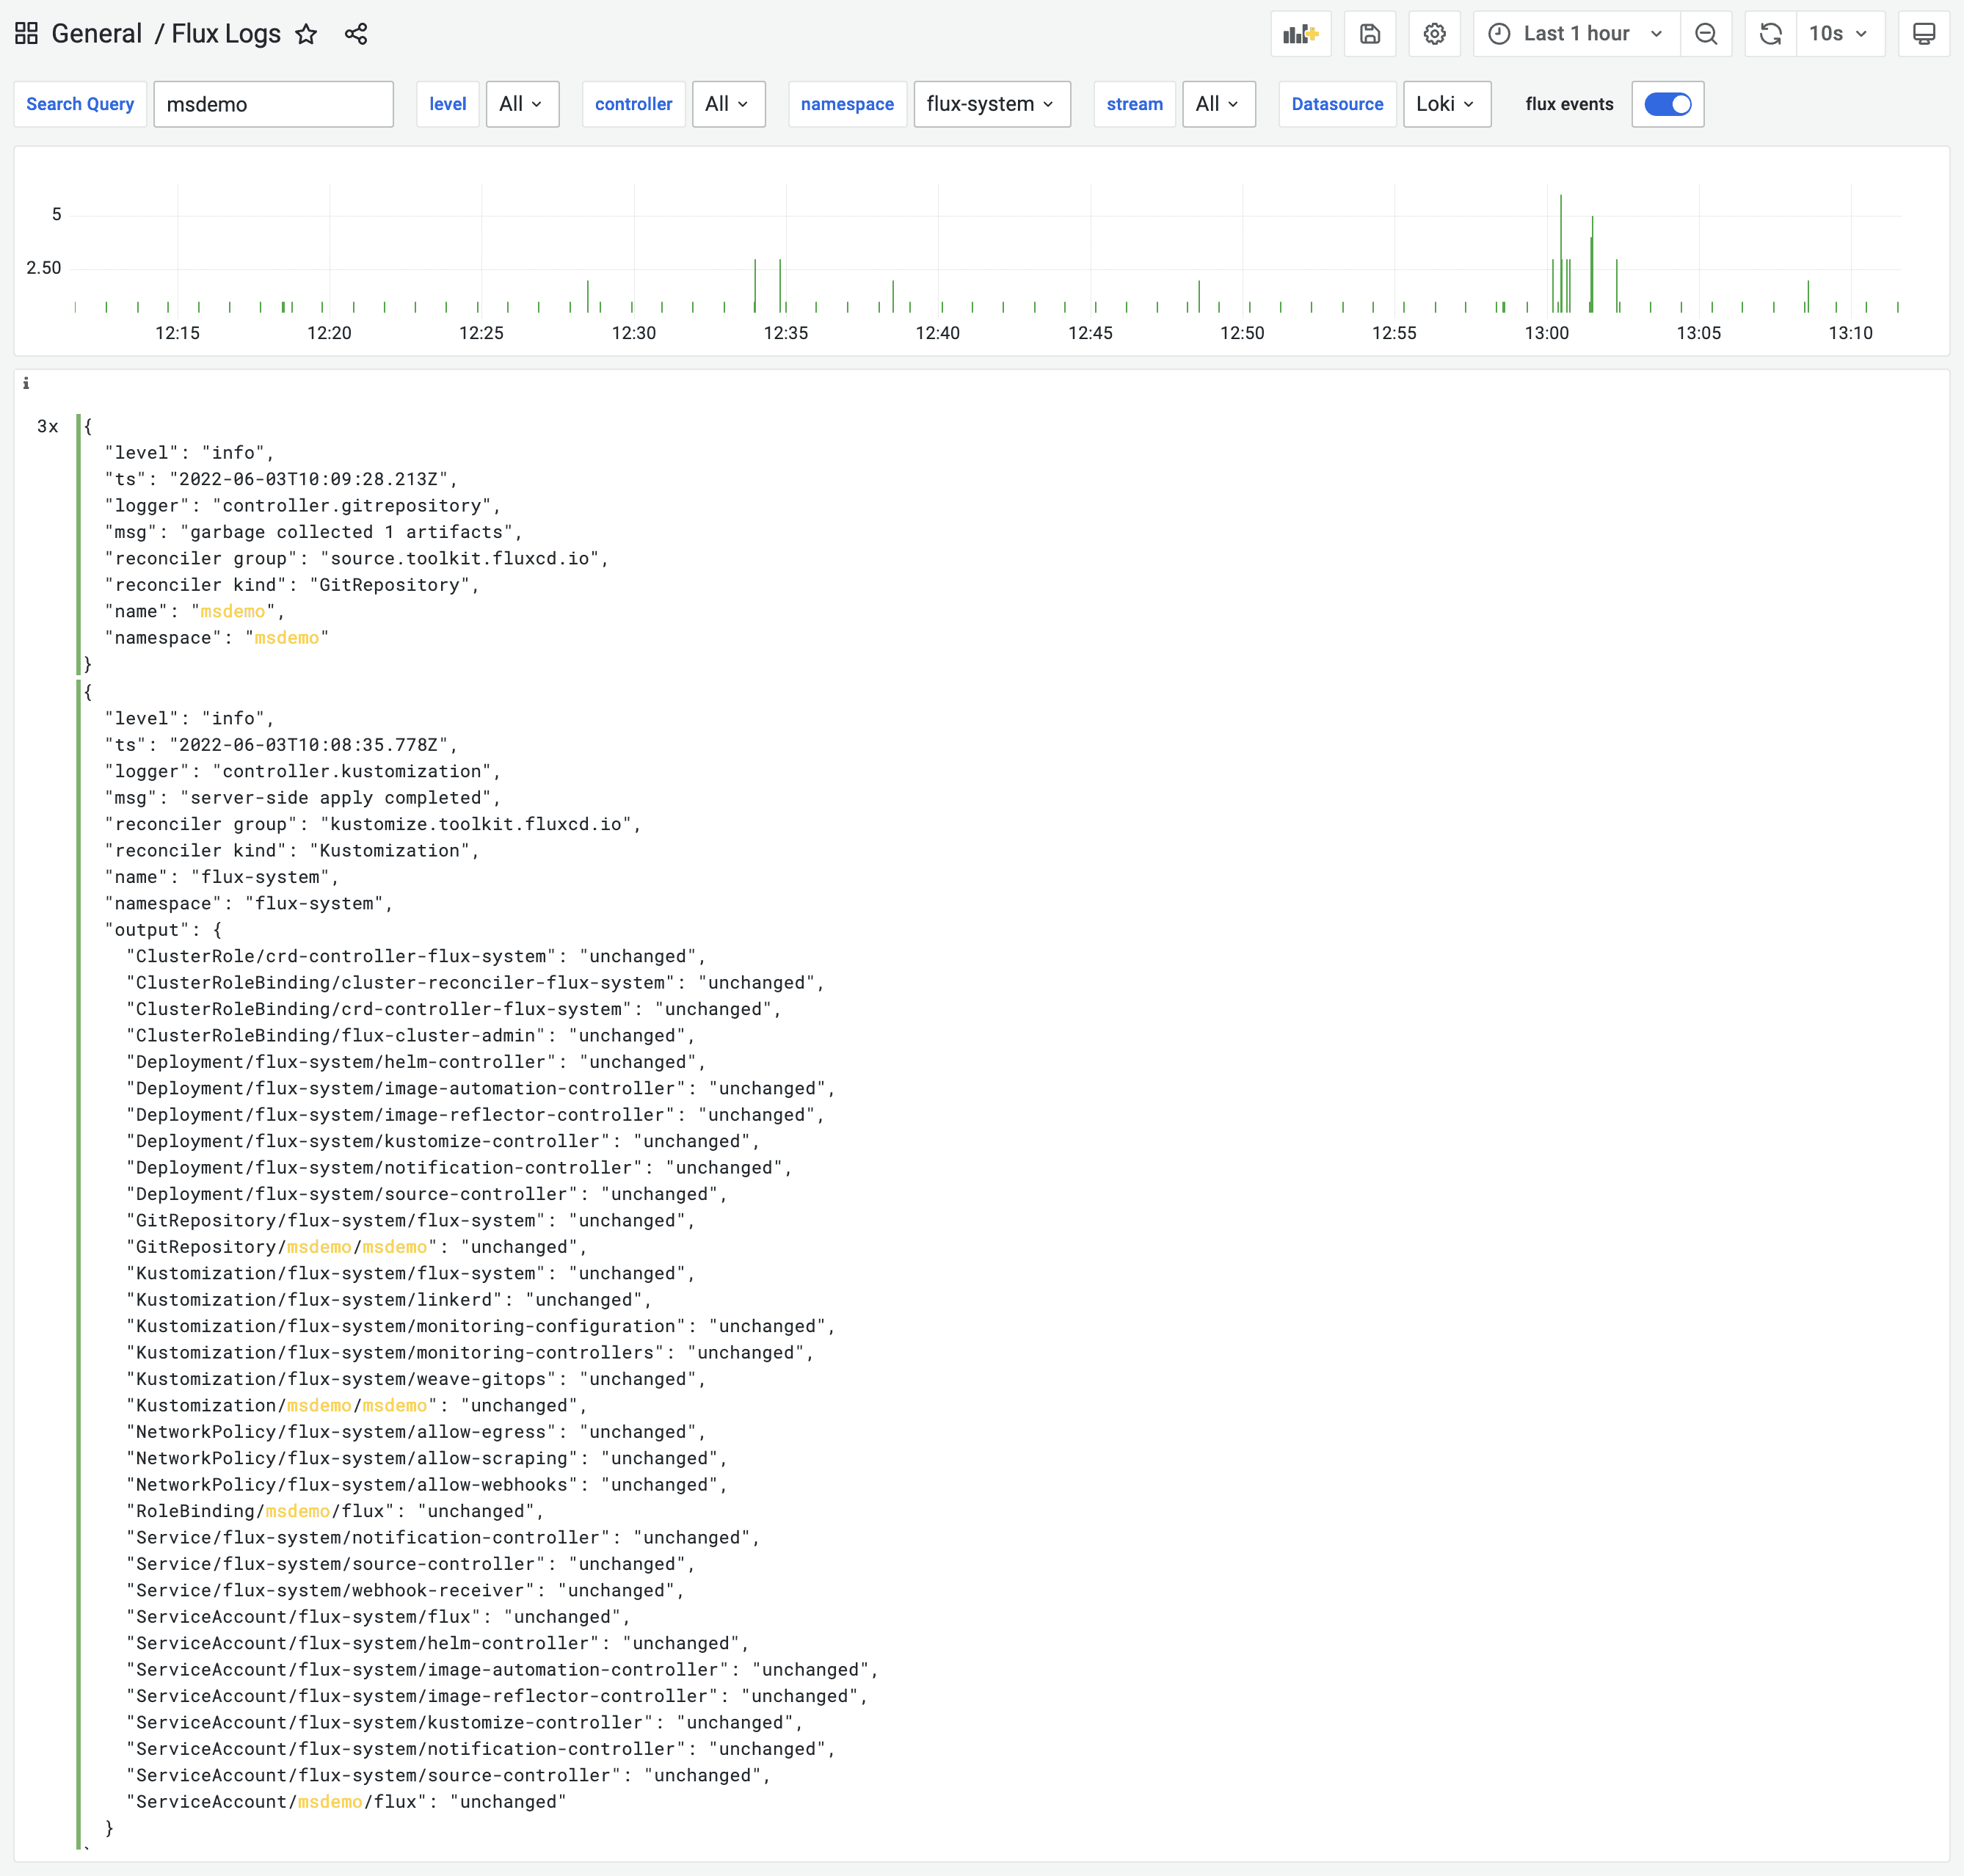 General / Flux Logs
Last 1 hour
10s
Search Query msdemo level All controller All namespace flux-system stream All Datasource Loki flux events
5
2.50
12:15 12:20 12:25 12:30 12:35 12:40 12:45 12:50 12:55 13:00 13:05 13:10
i
3x {
"level": "info",
"ts": "2022-06-03T10:09:28.213Z",
"logger": "controller.gitrepository",
"msg": "garbage collected 1 artifacts",
"reconciler group": "source.toolkit.fluxcd.io",
"reconciler kind": "GitRepository",
"name": "msdemo",
"namespace": "msdemo"
}
{
"level": "info",
"ts": "2022-06-03T10:08:35.778Z",
"logger": "controller.kustomization",
"msg": "server-side apply completed",
"reconciler group": "kustomize.toolkit.fluxcd.io",
"reconciler kind": "Kustomization",
"name": "flux-system",
"namespace": "flux-system",
"output": {
"ClusterRole/crd-controller-flux-system": "unchanged",
"ClusterRoleBinding/cluster-reconciler-flux-system": "unchanged",
"ClusterRoleBinding/crd-controller-flux-system": "unchanged",
"ClusterRoleBinding/flux-cluster-admin": "unchanged",
"Deployment/flux-system/helm-controller": "unchanged",
"Deployment/flux-system/image-automation-controller": "unchanged",
"Deployment/flux-system/image-reflector-controller": "unchanged",
"Deployment/flux-system/kustomize-controller": "unchanged",
"Deployment/flux-system/notification-controller": "unchanged",
"Deployment/flux-system/source-controller": "unchanged",
"GitRepository/flux-system/flux-system": "unchanged",
"GitRepository/msdemo/msdemo": "unchanged",
"Kustomization/flux-system/flux-system": "unchanged",
"Kustomization/flux-system/linkerd": "unchanged",
"Kustomization/flux-system/monitoring-configuration": "unchanged",
"Kustomization/flux-system/monitoring-controllers": "unchanged",
"Kustomization/flux-system/weave-gitops": "unchanged",
"Kustomization/msdemo/msdemo": "unchanged",
"NetworkPolicy/flux-system/allow-egress": "unchanged",
"NetworkPolicy/flux-system/allow-scraping": "unchanged",
"NetworkPolicy/flux-system/allow-webhooks": "unchanged",
"RoleBinding/msdemo/flux": "unchanged",
"Service/flux-system/notification-controller": "unchanged",
"Service/flux-system/source-controller": "unchanged",
"Service/flux-system/webhook-receiver": "unchanged",
"ServiceAccount/flux-system/flux": "unchanged",
"ServiceAccount/flux-system/helm-controller": "unchanged",
"ServiceAccount/flux-system/image-automation-controller": "unchanged",
"ServiceAccount/flux-system/image-reflector-controller": "unchanged",
"ServiceAccount/flux-system/kustomize-controller": "unchanged",
"ServiceAccount/flux-system/notification-controller": "unchanged",
"ServiceAccount/flux-system/source-controller": "unchanged",
"ServiceAccount/msdemo/flux": "unchanged"
}